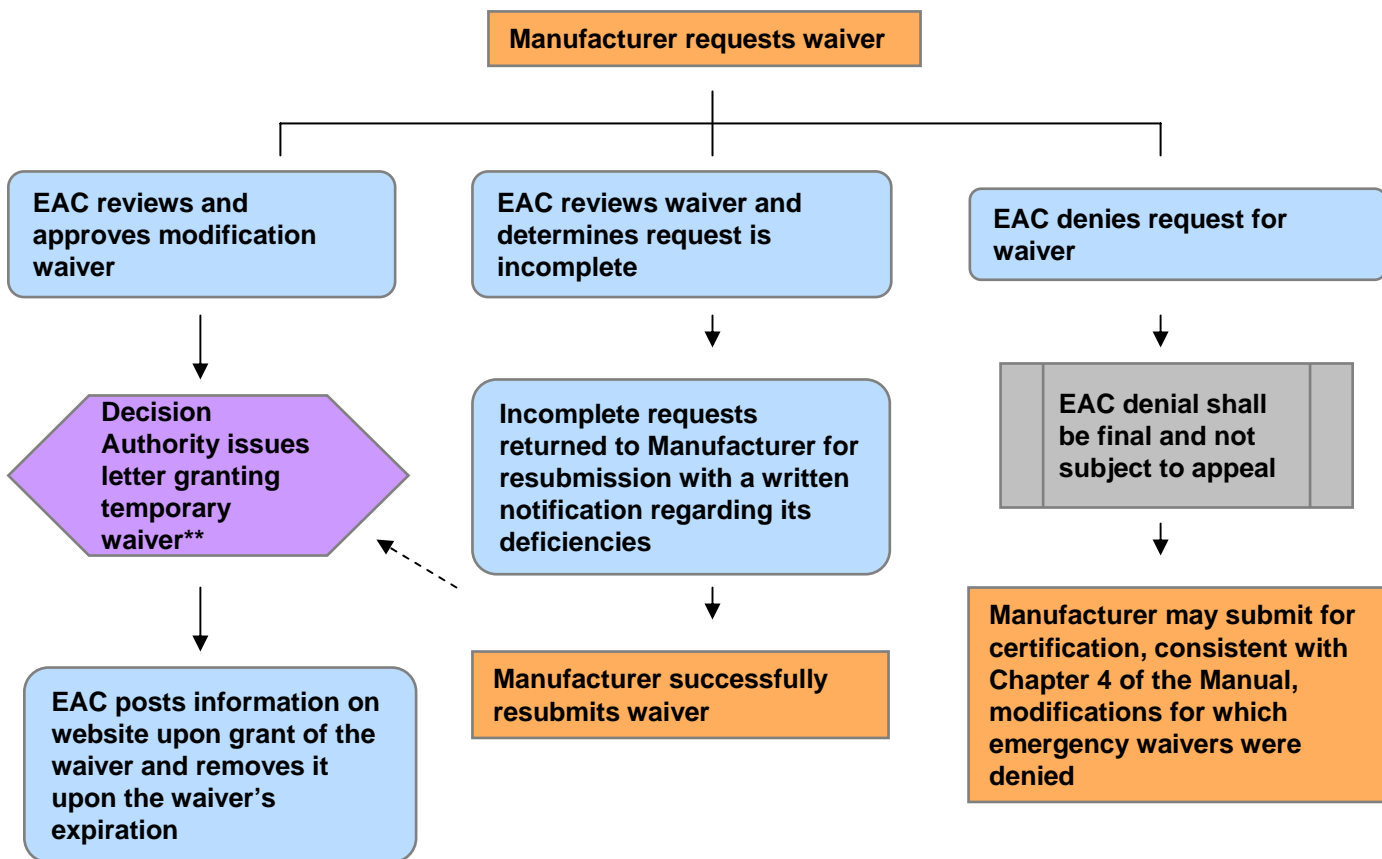 Manufacturer requests waiver
EAC reviews and
approves modification
waiver
EAC reviews waiver and
determines request is
incomplete
EAC denies request for
waiver
Decision
Authority issues
letter granting
temporary
waiver**
Incomplete requests
returned to Manufacturer for
resubmission with a written
notification regarding its
deficiencies
EAC denial shall
be final and not
subject to appeal
EAC posts information on
website upon grant of the
waiver and removes it
upon the waiver’s
expiration
Manufacturer successfully
resubmits waiver
Manufacturer may submit for
certification, consistent with
Chapter 4 of the Manual,
modifications for which
emergency waivers were
denied